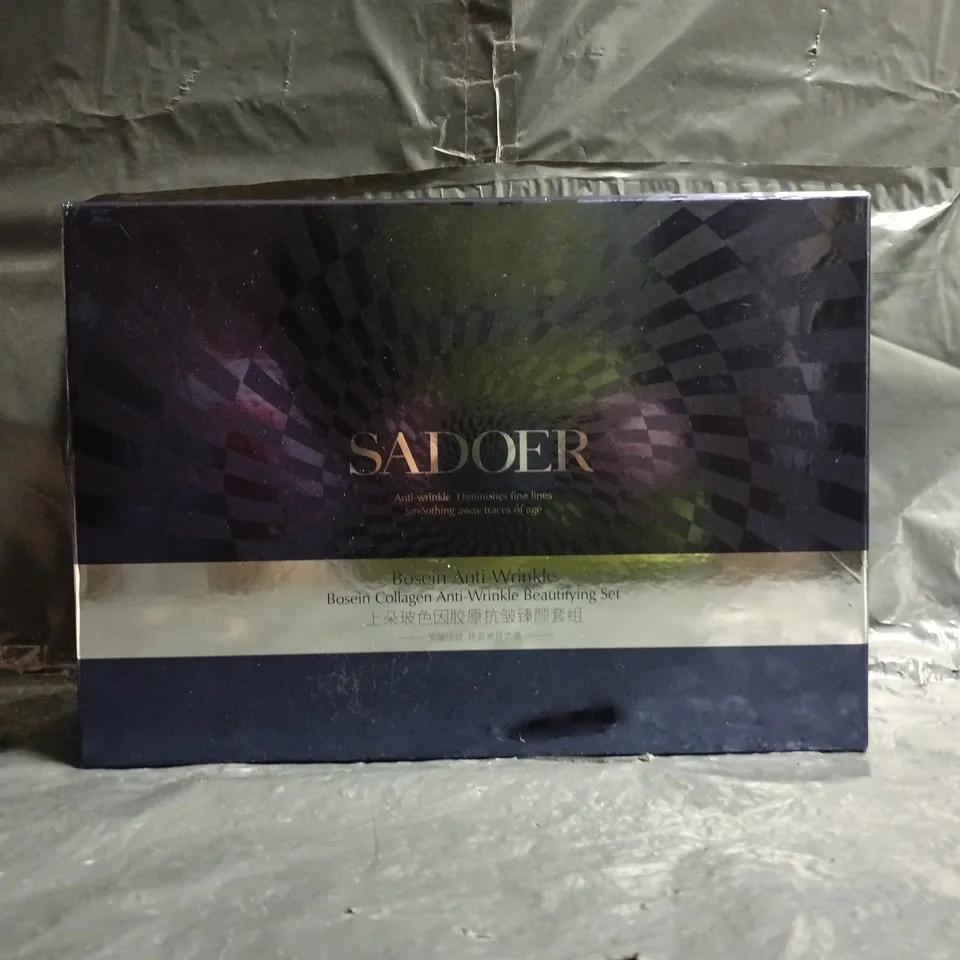 SADOER
Anti-wrinkle Diminishes fine lines
Smoothing away traces of age
Bosein Anti-Wrinkle
Bosein Collagen Anti-Wrinkle Beautifying Set
上朵玻色因胶原抗皱臻颜套组